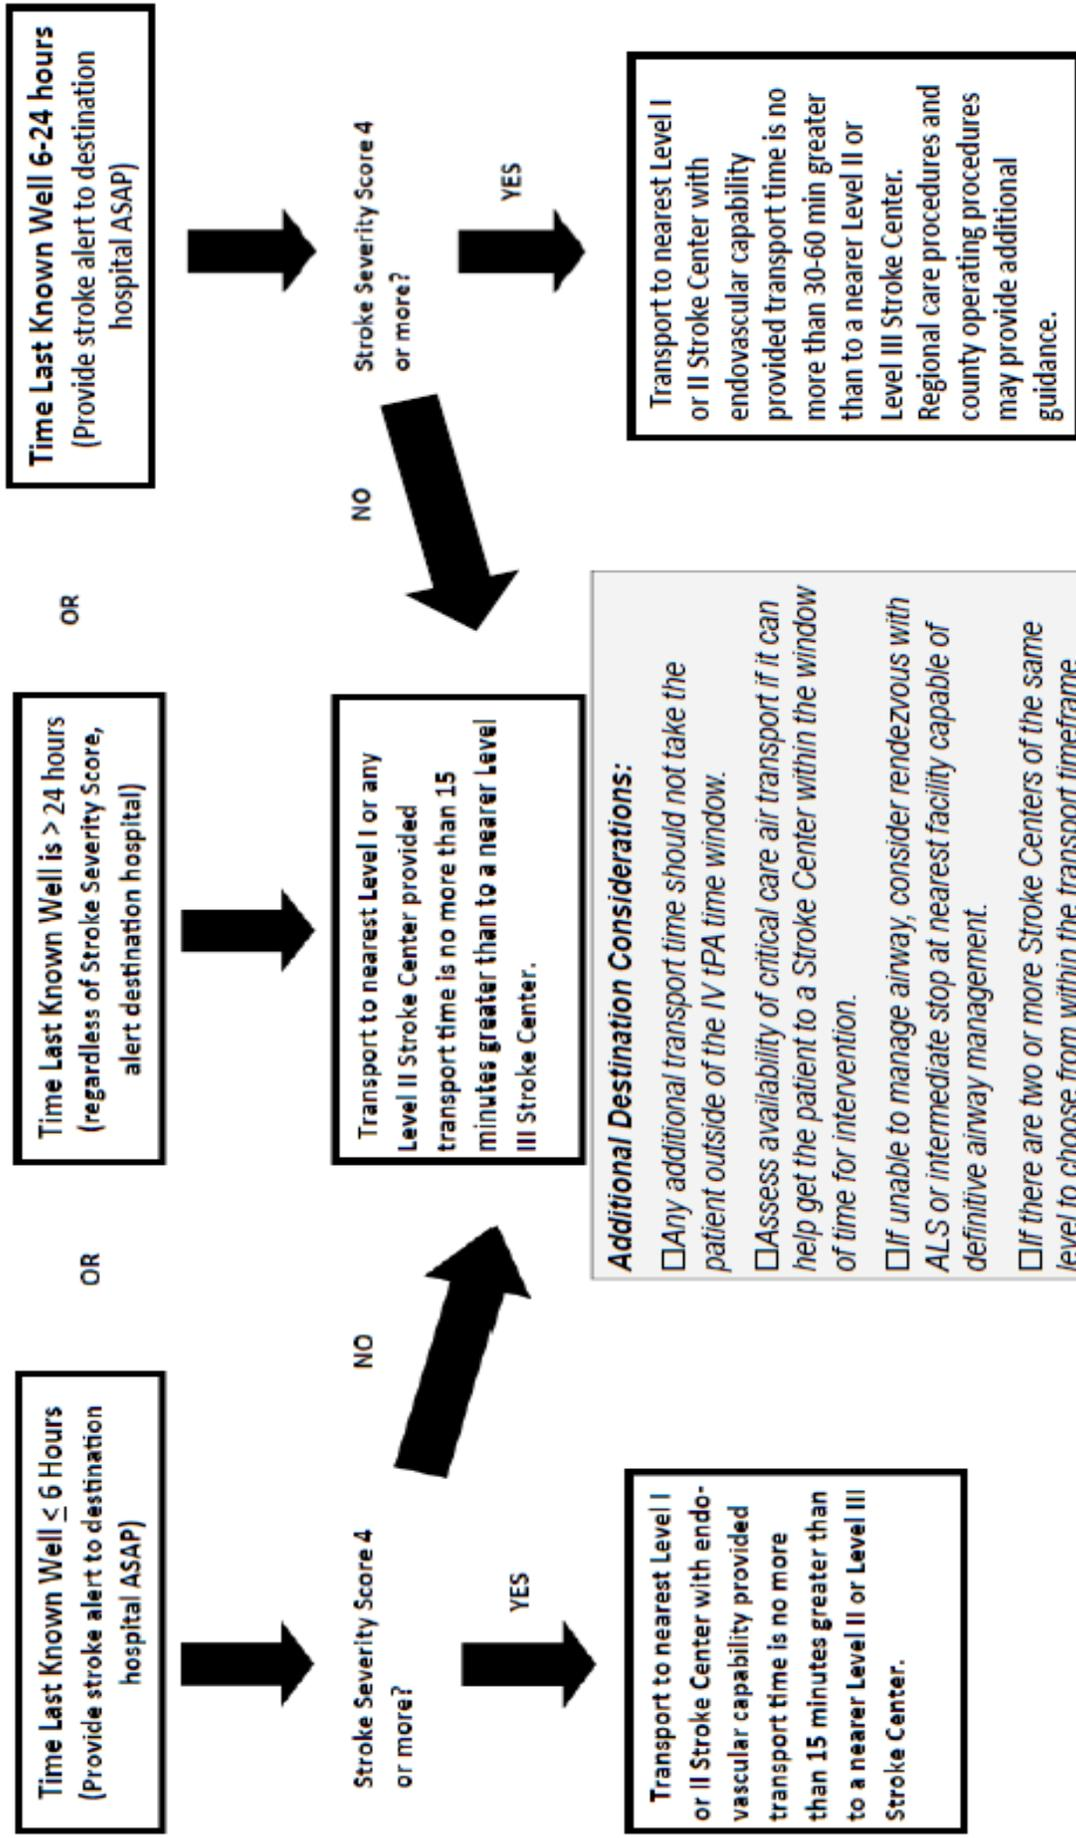 Time Last Known Well ≤ 6 Hours
(Provide stroke alert to destination
hospital ASAP)
OR
Time Last Known Well is > 24 hours
(regardless of Stroke Severity Score,
alert destination hospital)
OR
Time Last Known Well 6-24 hours
(Provide stroke alert to destination
hospital ASAP)
Stroke Severity Score 4
or more?
NO
YES
Transport to nearest Level I or any
Level II Stroke Center provided
transport time is no more than 15
minutes greater than to a nearer Level
III Stroke Center.
NO
Stroke Severity Score 4
or more?
YES
Transport to nearest Level I
or II Stroke Center with endo-
vascular capability provided
transport time is no more
than 15 minutes greater than
to a nearer Level II or Level III
Stroke Center.
Additional Destination Considerations:
☐Any additional transport time should not take the
patient outside of the IV tPA time window.
☐Assess availability of critical care air transport if it can
help get the patient to a Stroke Center within the window
of time for intervention.
☐If unable to manage airway, consider rendezvous with
ALS or intermediate stop at nearest facility capable of
definitive airway management.
☐If there are two or more Stroke Centers of the same
level to choose from within the transport timeframe
Transport to nearest Level I
or II Stroke Center with
endovascular capability
provided transport time is no
more than 30-60 min greater
than to a nearer Level II or
Level III Stroke Center.
Regional care procedures and
county operating procedures
may provide additional
guidance.